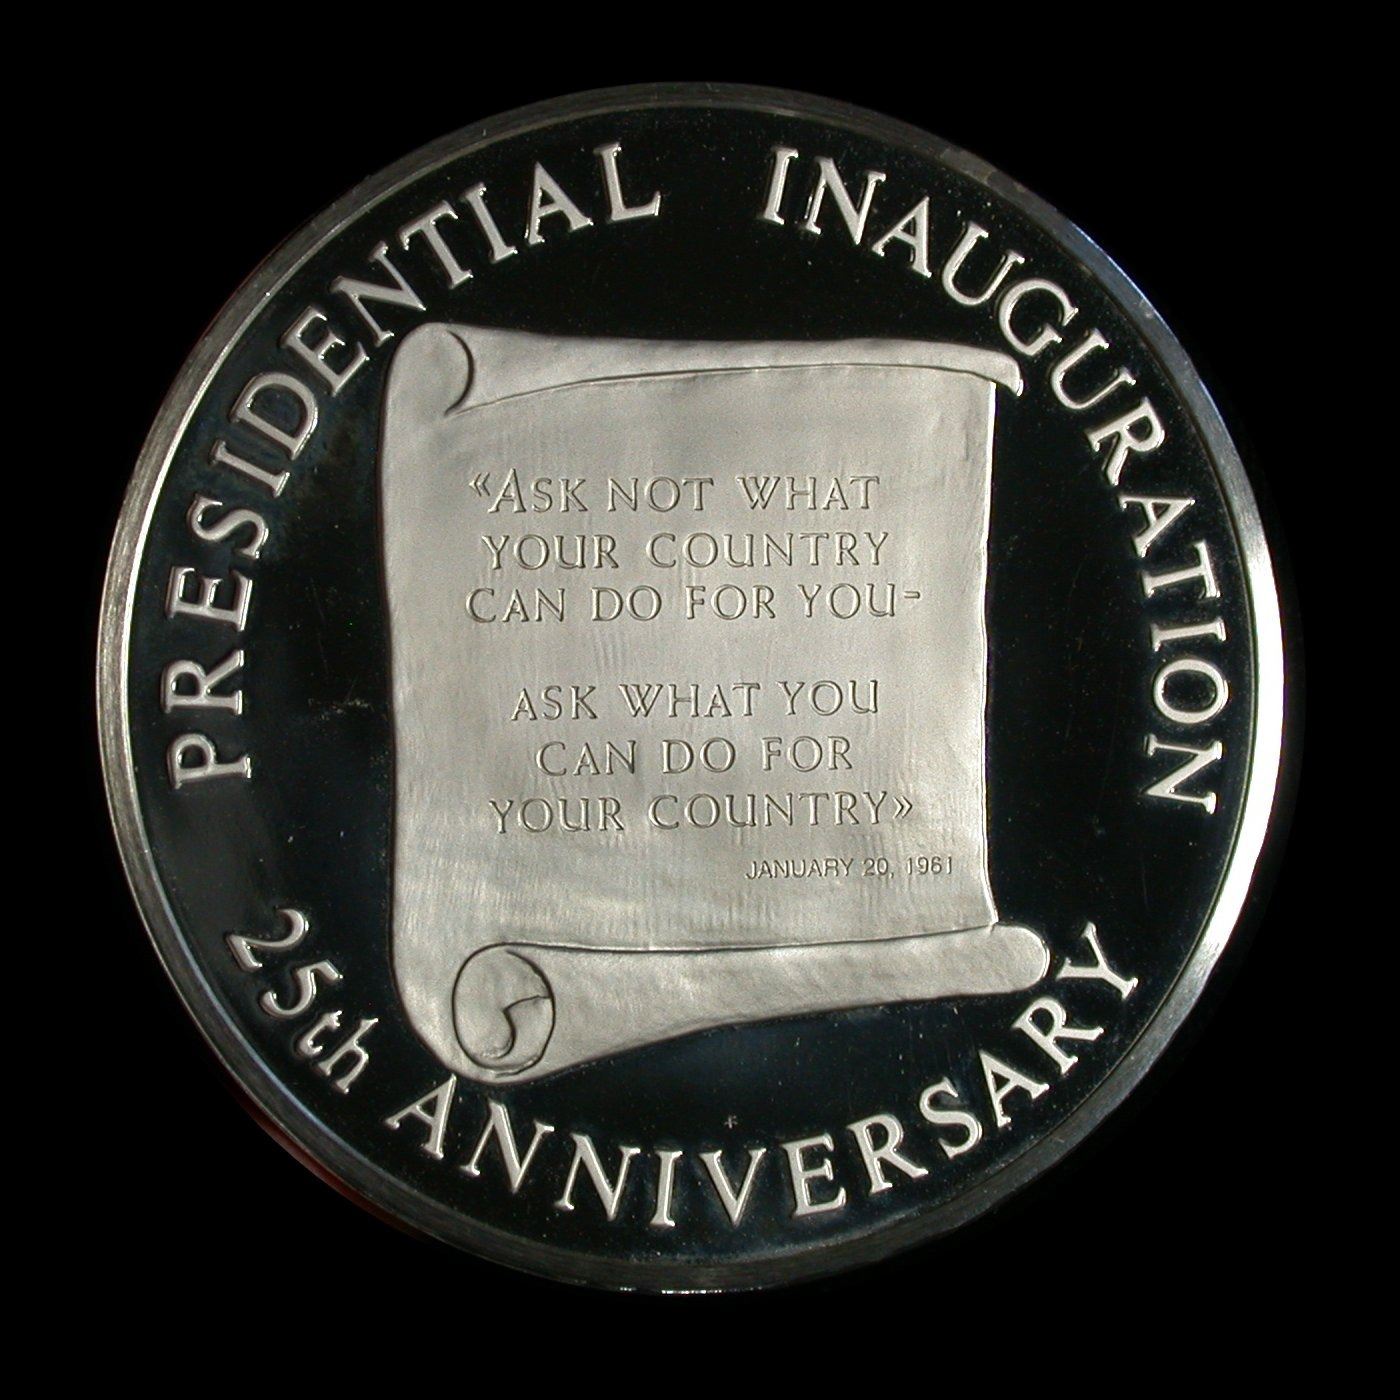 PRESIDENTIAL INAUGURATION
«ASK NOT WHAT
YOUR COUNTRY
CAN DO FOR YOU-
ASK WHAT YOU
CAN DO FOR
YOUR COUNTRY»
JANUARY 20, 1961
25th ANNIVERSARY